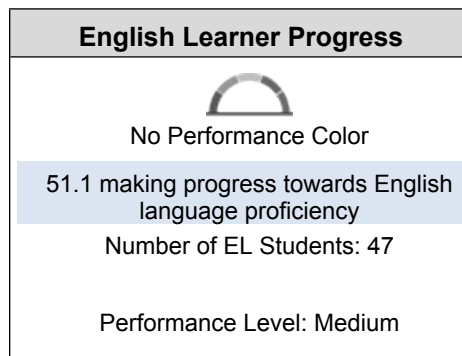 English Learner Progress
No Performance Color
51.1 making progress towards English
language proficiency
Number of EL Students: 47
Performance Level: Medium